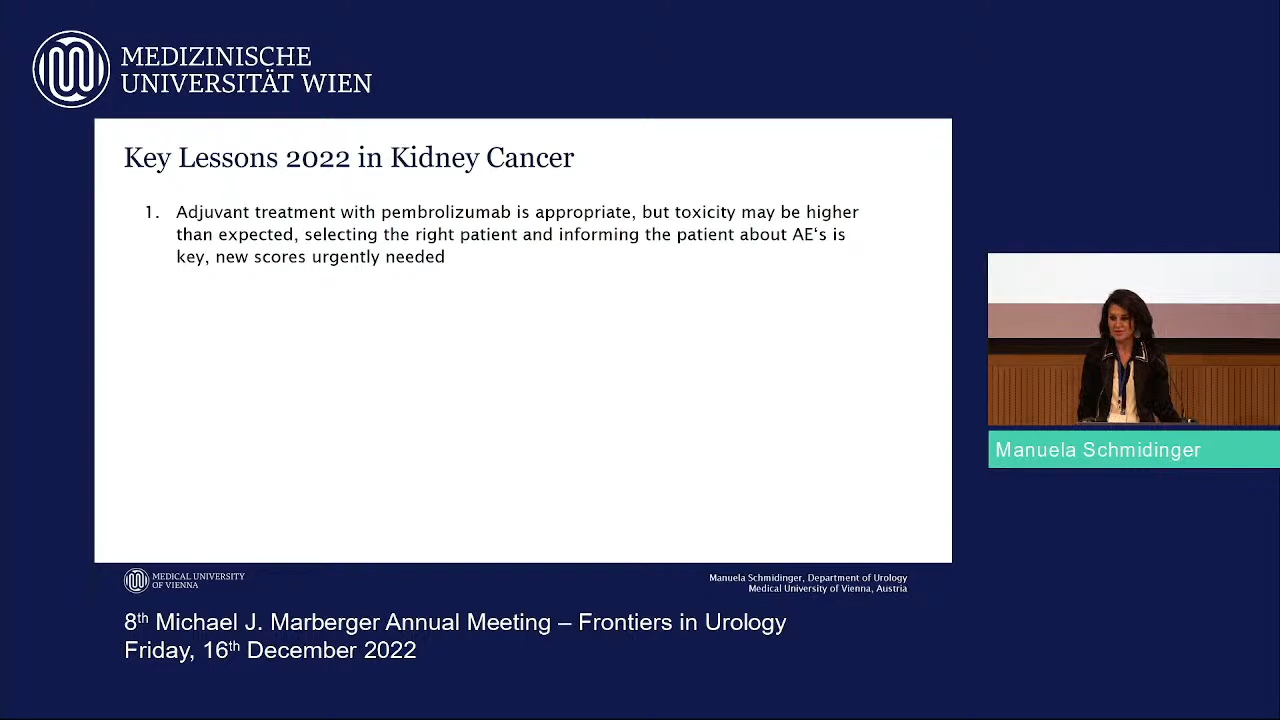 MEDIZINISCHE
UNIVERSITÄT WIEN
Key Lessons 2022 in Kidney Cancer
1. Adjuvant treatment with pembrolizumab is appropriate, but toxicity may be higher
than expected, selecting the right patient and informing the patient about AE‘s is
key, new scores urgently needed
Manuela Schmidinger
MEDICAL UNIVERSITY
OF VIENNA
Manuela Schmidinger, Department of Urology
Medical University of Vienna, Austria
8th Michael J. Marberger Annual Meeting – Frontiers in Urology
Friday, 16th December 2022